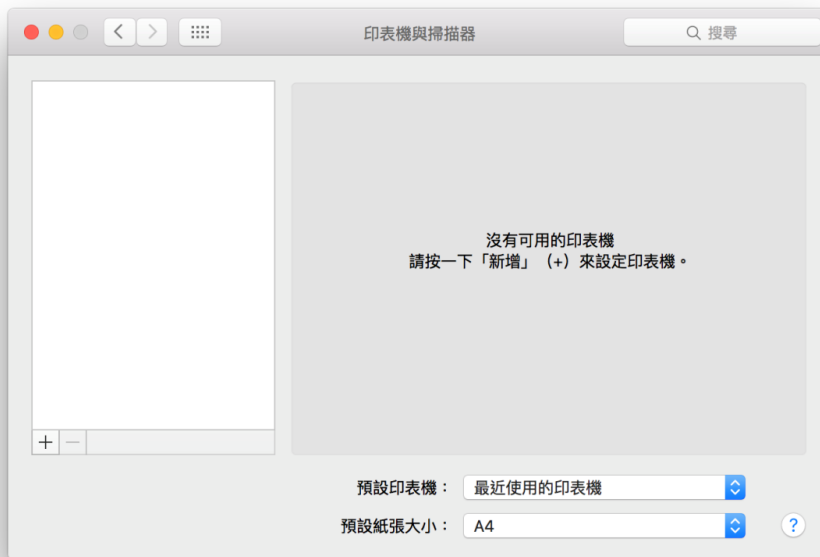 印表機與掃描器
搜尋
沒有可用的印表機
請按一下「新增」（+）來設定印表機。
預設印表機：
最近使用的印表機
預設紙張大小：
A4
?